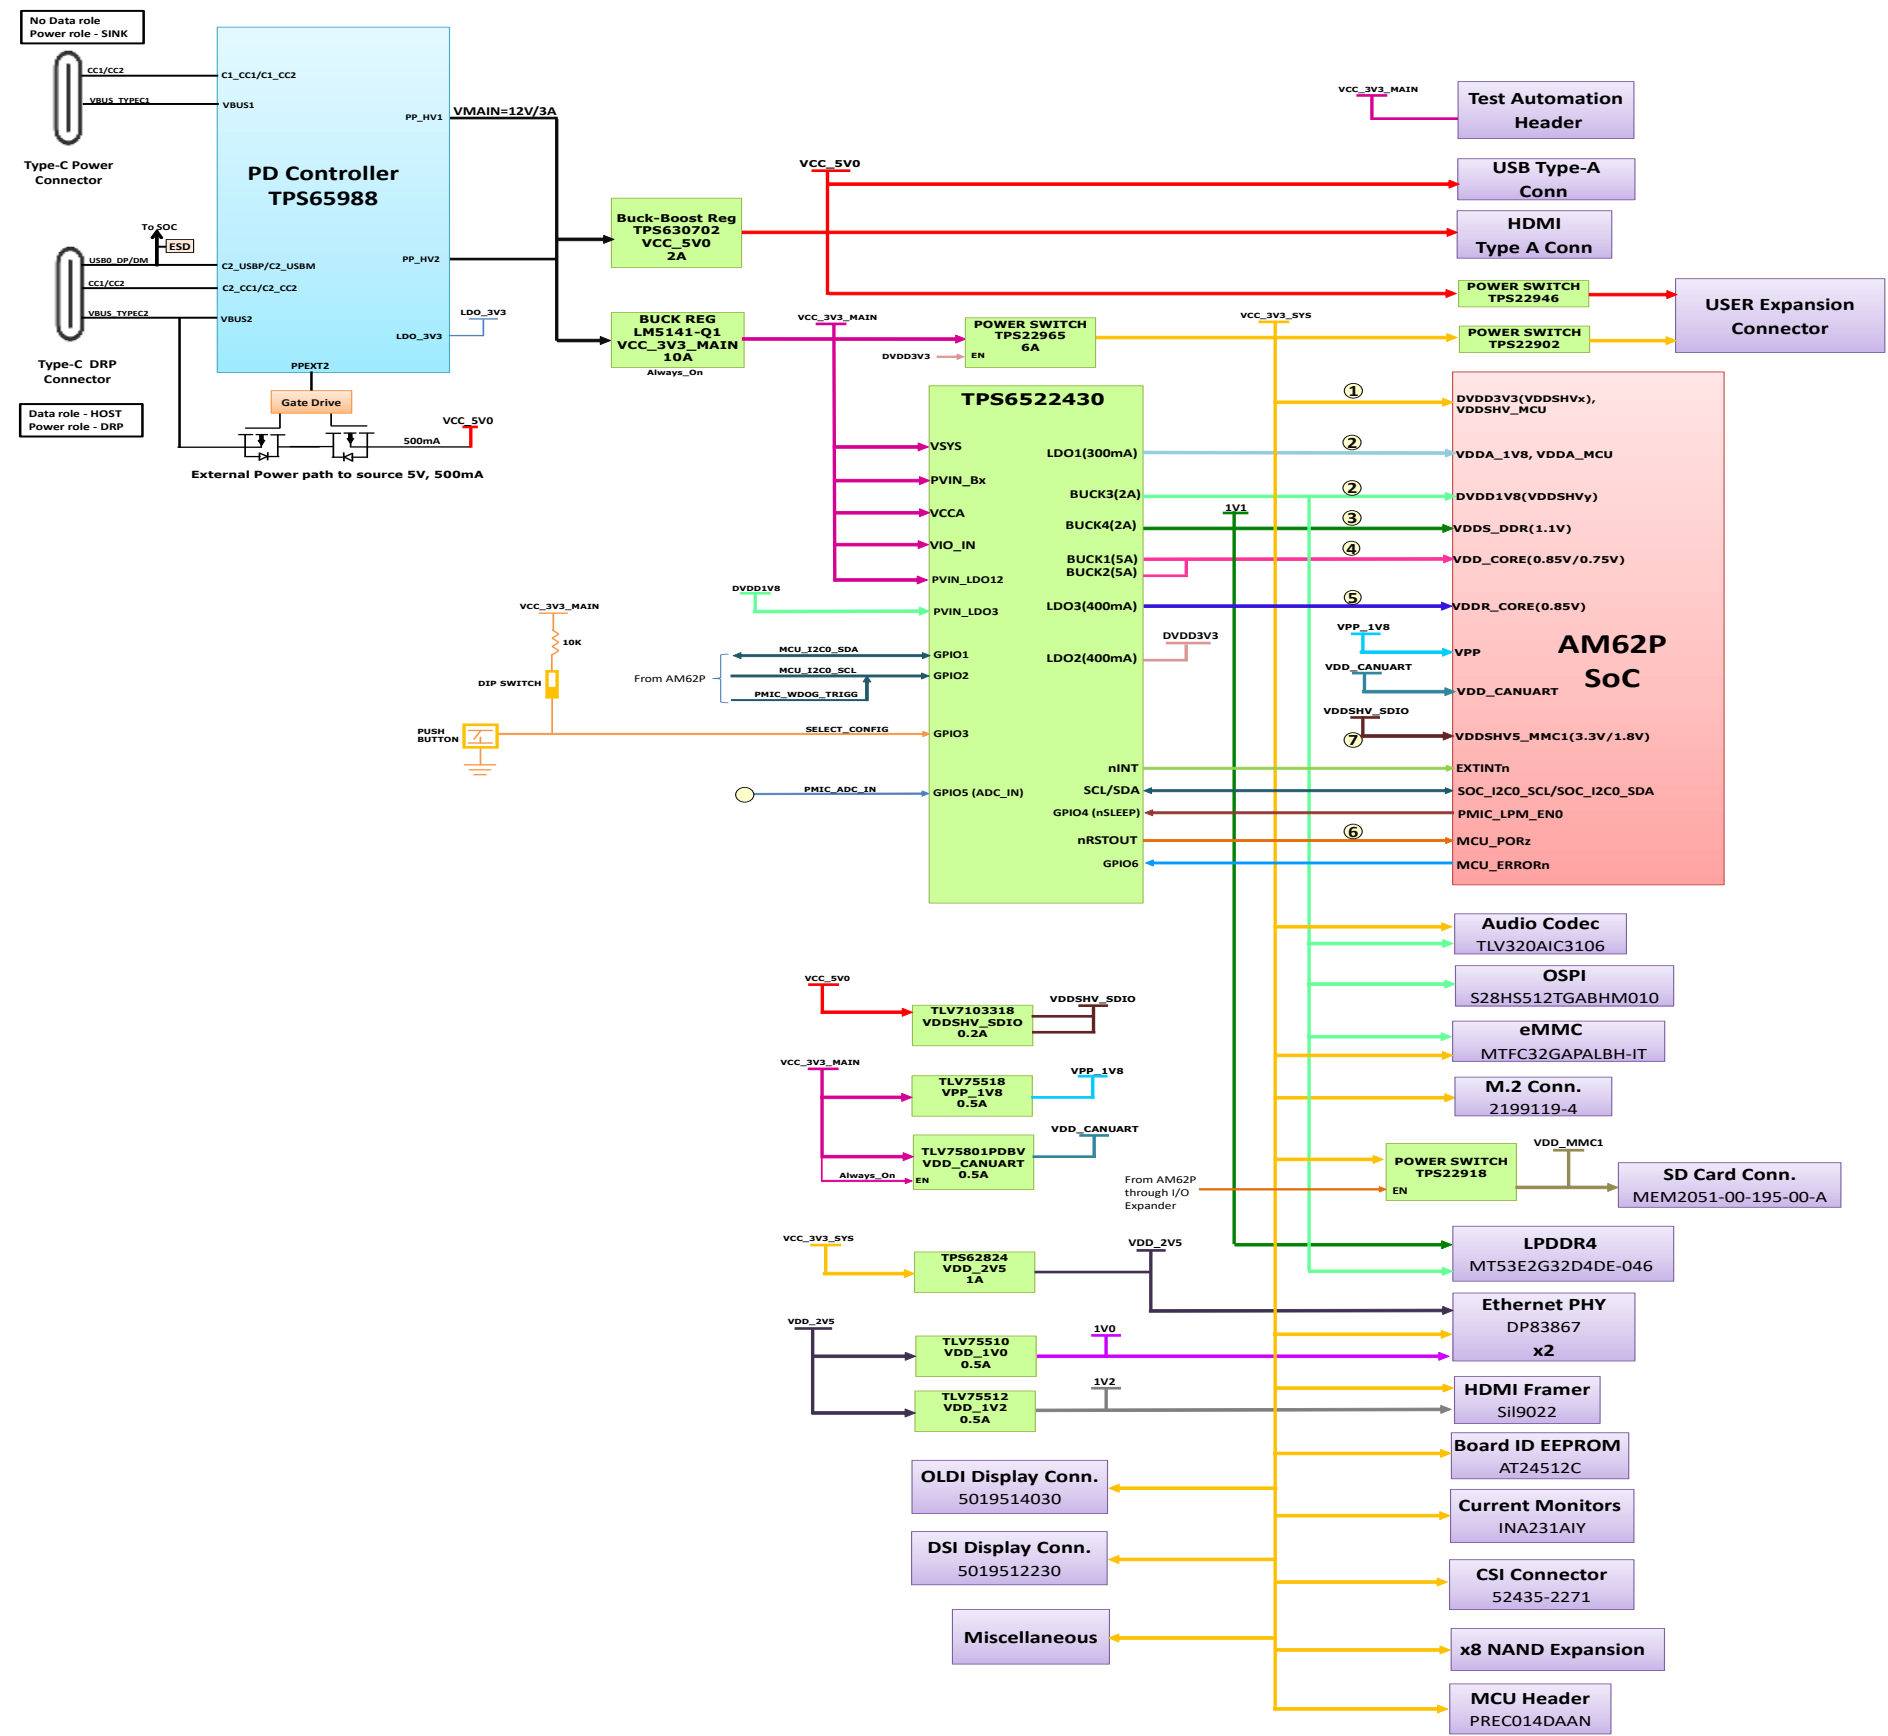 No Data role
Power role - SINK
CC1/CC2
VBUS_TYPEC1
Type-C Power
Connector
C1_CC1/C1_CC2
VBUS1
PP_HV1
VMAIN=12V/3A
PD Controller
TPS65988
To SOC
ESD
USB0_DP/DM
CC1/CC2
VBUS_TYPEC2
C2_USBP/C2_USBM
C2_CC1/C2_CC2
VBUS2
PP_HV2
LDO_3V3
LDO_3V3
PPEXT2
Type-C DRP
Connector
Data role - HOST
Power role - DRP
Gate Drive
500mA
VCC_5V0
External Power path to source 5V, 500mA
Buck-Boost Reg
TPS630702
VCC_5V0
2A
BUCK REG
LM5141-Q1
VCC_3V3_MAIN
10A
Always_On
VCC_5V0
VCC_3V3_MAIN
POWER SWITCH
TPS22965
6A
EN
DVDD3V3
VCC_3V3_SYS
VCC_3V3_MAIN
Test Automation
Header
USB Type-A
Conn
HDMI
Type A Conn
POWER SWITCH
TPS22946
POWER SWITCH
TPS22902
USER Expansion
Connector
TPS6522430
VSYS
PVIN_Bx
VCCA
VIO_IN
PVIN_LDO12
DVDD1V8
PVIN_LDO3
GPIO1
GPIO2
GPIO3
GPIO5 (ADC_IN)
LDO1(300mA)
BUCK3(2A)
BUCK4(2A)
BUCK1(5A)
BUCK2(5A)
LDO3(400mA)
LDO2(400mA)
DVDD3V3
nINT
SCL/SDA
GPIO4 (nSLEEP)
nRSTOUT
GPIO6
1V1
VCC_3V3_MAIN
10K
DIP SWITCH
PUSH
BUTTON
From AM62P
MCU_I2C0_SDA
MCU_I2C0_SCL
PMIC_WDOG_TRIGG
SELECT_CONFIG
PMIC_ADC_IN
1
2
2
3
4
5
VPP_1V8
VDD_CANUART
VDDSHV_SDIO
7
6
DVDD3V3(VDDSHVx),
VDDSHV_MCU
VDDA_1V8, VDDA_MCU
DVDD1V8(VDDSHVy)
VDDS_DDR(1.1V)
VDD_CORE(0.85V/0.75V)
VDDR_CORE(0.85V)
AM62P
SoC
VPP
VDD_CANUART
VDDSHV5_MMC1(3.3V/1.8V)
EXTINTn
SOC_I2C0_SCL/SOC_I2C0_SDA
PMIC_LPM_EN0
MCU_PORz
MCU_ERRORn
Audio Codec
TLV320AIC3106
OSPI
S28HS512TGABHM010
eMMC
MTFC32GAPALBH-IT
M.2 Conn.
2199119-4
VCC_5V0
TLV7103318
VDDSHV_SDIO
0.2A
VDDSHV_SDIO
VCC_3V3_MAIN
TLV75518
VPP_1V8
0.5A
VPP_1V8
TLV75801PDBV
VDD_CANUART
0.5A
EN
Always_On
VDD_CANUART
From AM62P
through I/O
Expander
POWER SWITCH
TPS22918
EN
VDD_MMC1
SD Card Conn.
MEM2051-00-195-00-A
LPDDR4
MT53E2G32D4DE-046
VCC_3V3_SYS
TPS62824
VDD_2V5
1A
VDD_2V5
Ethernet PHY
DP83867
x2
VDD_2V5
TLV75510
VDD_1V0
0.5A
1V0
TLV75512
VDD_1V2
0.5A
1V2
HDMI Framer
Sil9022
Board ID EEPROM
AT24512C
OLDI Display Conn.
5019514030
Current Monitors
INA231AIY
DSI Display Conn.
5019512230
CSI Connector
52435-2271
Miscellaneous
x8 NAND Expansion
MCU Header
PREC014DAAN